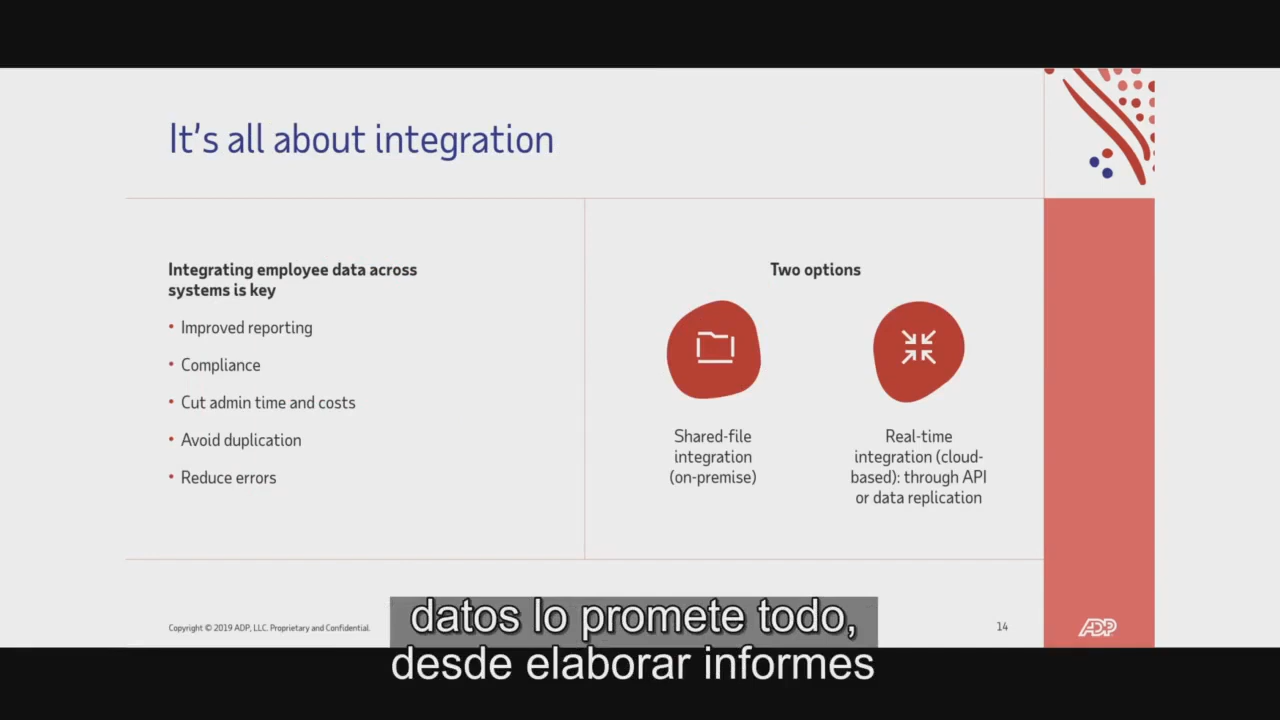 It's all about integration
Integrating employee data across
systems is key
• Improved reporting
• Compliance
• Cut admin time and costs
• Avoid duplication
• Reduce errors
Two options
Shared-file
integration
(on-premise)
Real-time
integration (cloud-
based): through API
or data replication
Copyright © 2019 ADP, LLC. Proprietary and Confidential.
14
ADP
datos lo promete todo,
desde elaborar informes